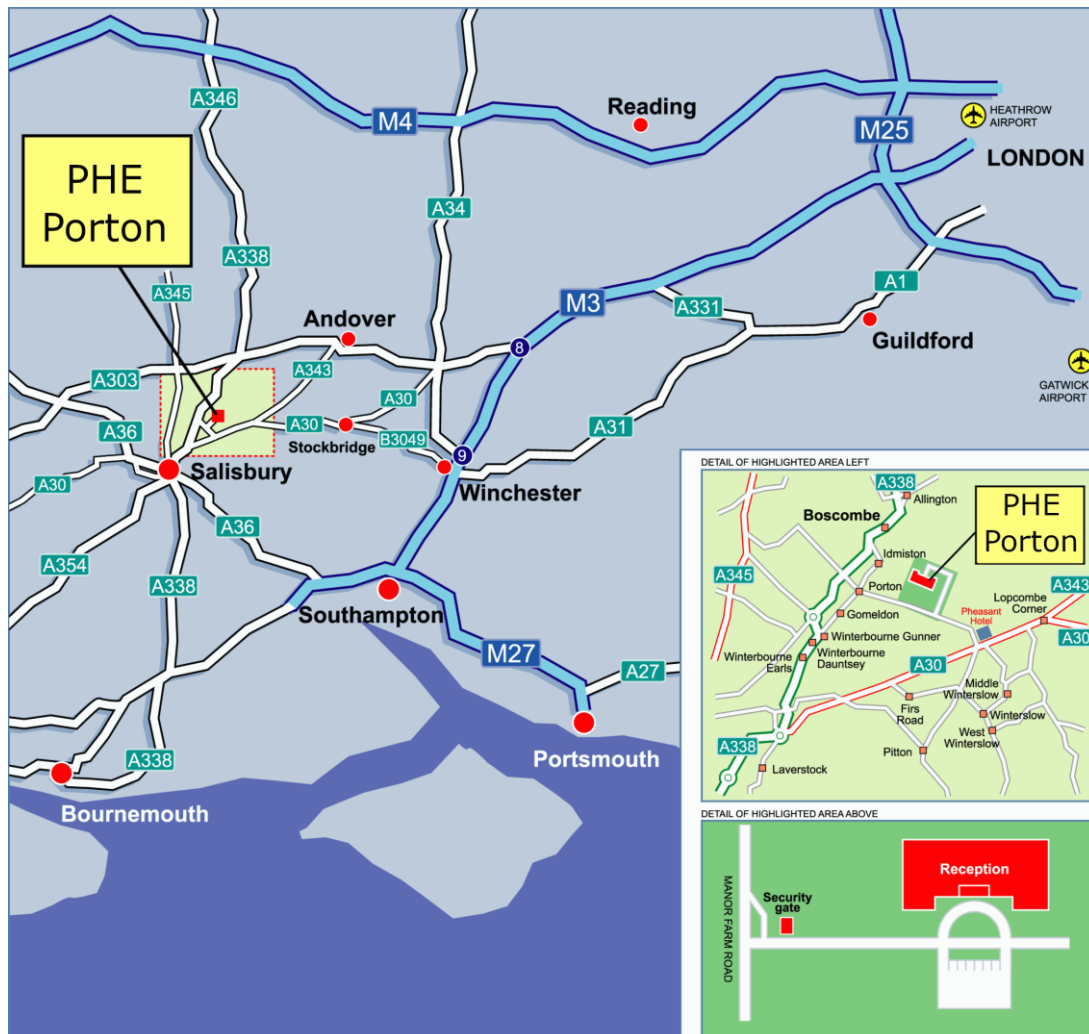 A346
M4
Reading
M25
HEATHROW
AIRPORT
LONDON
PHE
Porton
A34
A338
A345
M3
A331
A1
Andover
Guildford
8
A343
GATWICK
AIRPORT
A303
A30
A36
A30
Stockbridge
B3049
A31
9
Salisbury
Winchester
A30
A36
A354
A338
Southampton
M27
A27
A338
Portsmouth
Bournemouth
DETAIL OF HIGHLIGHTED AREA LEFT
A338
Allington
PHE
Porton
Boscombe
Idmiston
A345
Porton
A343
Lopcombe
Corner
Gomeldon
Pheasant
Hotel
Winterbourne Gunner
A30
Winterbourne
Earls
Winterbourne
Dauntsey
A30
Middle
Winterslow
Firs
Road
Winterslow
West
Winterslow
A338
Pitton
Laverstock
DETAIL OF HIGHLIGHTED AREA ABOVE
MANOR FARM ROAD
Security
gate
Reception